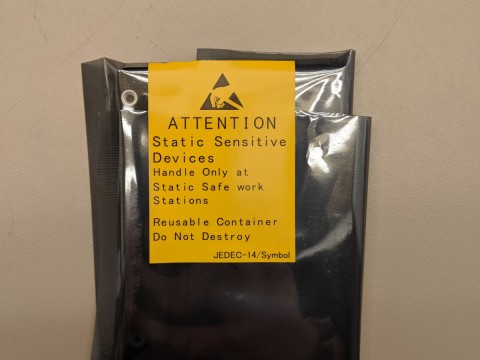 ATTENTION
Static Sensitive
Devices
Handle Only at
Static Safe work
Stations
Reusable Container
Do Not Destroy
JEDEC-14/Symbol